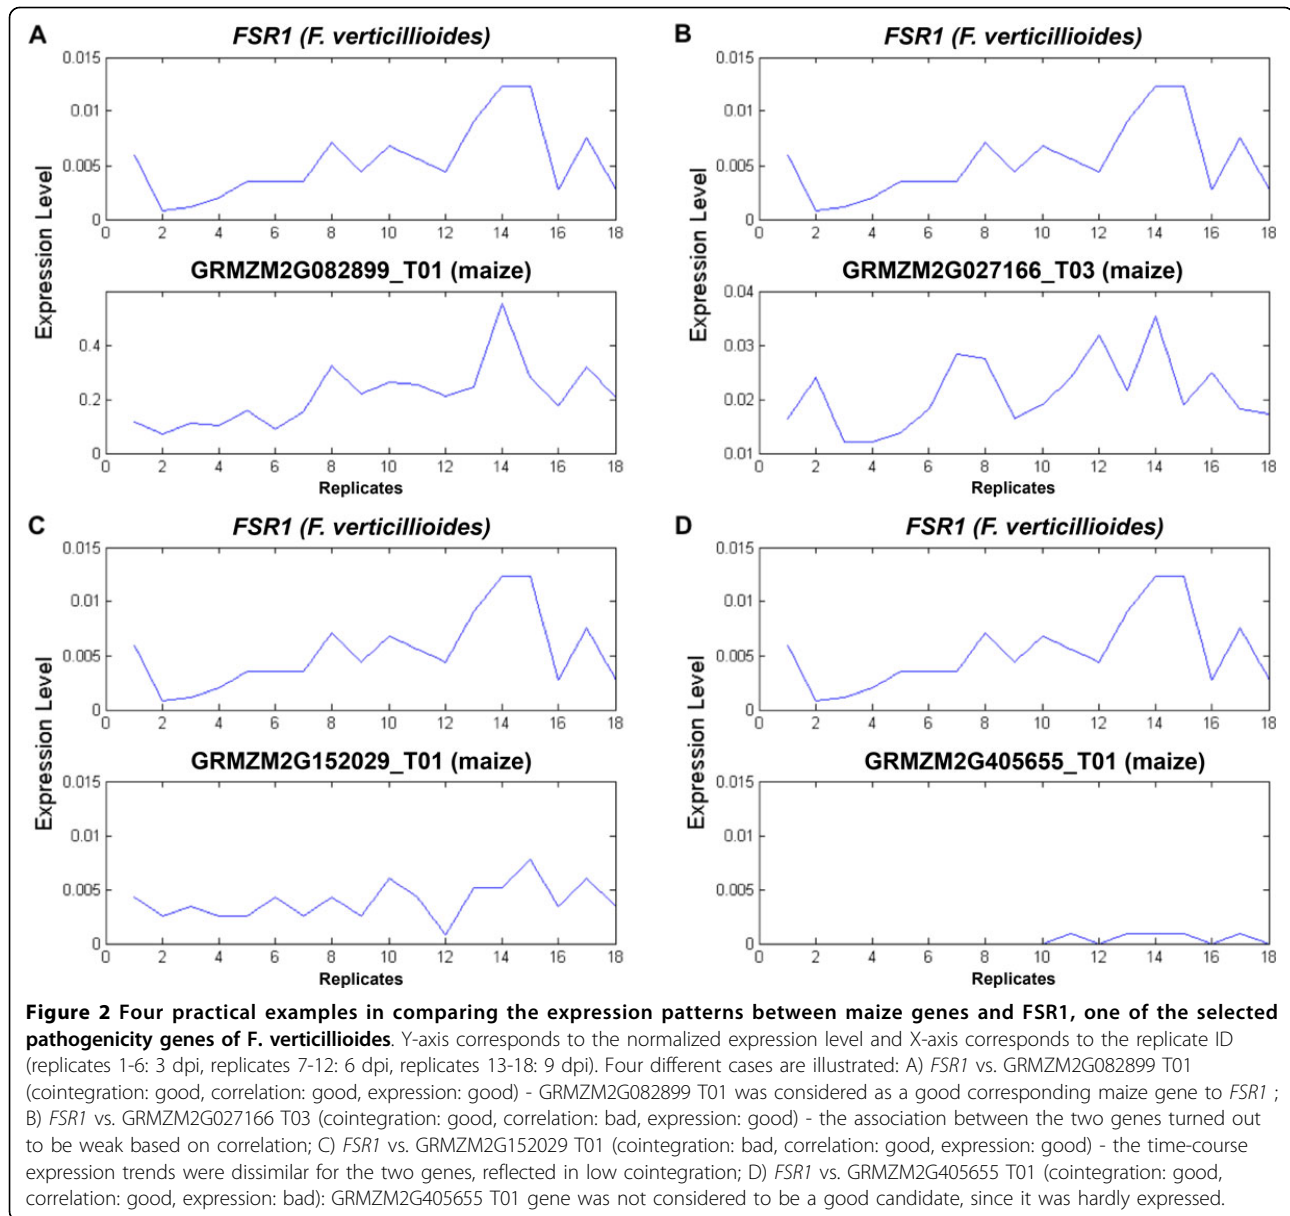 A
FSR1 (F. verticillioides)
0.015
0.01
0.005
0
0 2 4 6 8 10 12 14 16 18
GRMZM2G082899_T01 (maize)
0.4
0.2
0
0 2 4 6 8 10 12 14 16 18
Replicates
Expression Level
B
FSR1 (F. verticillioides)
0.015
0.01
0.005
0
0 2 4 6 8 10 12 14 16 18
GRMZM2G027166_T03 (maize)
0.04
0.03
0.02
0.01
0 2 4 6 8 10 12 14 16 18
Replicates
Expression Level
C
FSR1 (F. verticillioides)
0.015
0.01
0.005
0
0 2 4 6 8 10 12 14 16 18
GRMZM2G152029_T01 (maize)
0.015
0.01
0.005
0
0 2 4 6 8 10 12 14 16 18
Replicates
Expression Level
D
FSR1 (F. verticillioides)
0.015
0.01
0.005
0
0 2 4 6 8 10 12 14 16 18
GRMZM2G405655_T01 (maize)
0.015
0.01
0.005
0
0 2 4 6 8 10 12 14 16 18
Replicates
Expression Level
Figure 2 Four practical examples in comparing the expression patterns between maize genes and FSR1, one of the selected
pathogenicity genes of F. verticillioides. Y-axis corresponds to the normalized expression level and X-axis corresponds to the replicate ID
(replicates 1-6: 3 dpi, replicates 7-12: 6 dpi, replicates 13-18: 9 dpi). Four different cases are illustrated: A) FSR1 vs. GRMZM2G082899 T01
(cointegration: good, correlation: good, expression: good) - GRMZM2G082899 T01 was considered as a good corresponding maize gene to FSR1 ;
B) FSR1 vs. GRMZM2G027166 T03 (cointegration: good, correlation: bad, expression: good) - the association between the two genes turned out
to be weak based on correlation; C) FSR1 vs. GRMZM2G152029 T01 (cointegration: bad, correlation: good, expression: good) - the time-course
expression trends were dissimilar for the two genes, reflected in low cointegration; D) FSR1 vs. GRMZM2G405655 T01 (cointegration: good,
correlation: good, expression: bad): GRMZM2G405655 T01 gene was not considered to be a good candidate, since it was hardly expressed.